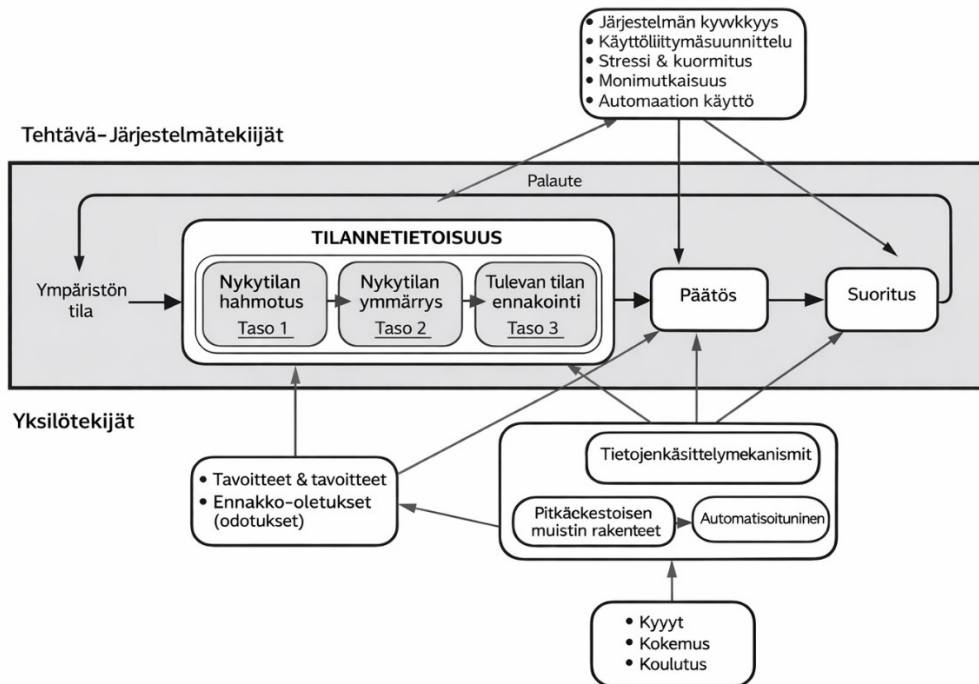 • Järjestelmän kywkkyys
• Käyttöliitymäsuunnittelu
• Stressi & kuormitus
• Monimutkaisuus
• Automaation käyttö
Tehtävä-Järjestelmàtekiijät
Palaute
TILANNETIETOISUUS
Ympäristön
tila
Nykytilan
hahmotus
Taso 1
Nykytilan
ymmärrys
Taso 2
Tulevan tilan
ennakointi
Taso 3
Päätös
Suoritus
Yksilötekijät
• Tavoitteet & tavoitteet
• Ennakko-oletukset
(odotukset)
Tietojenkäsittelymekanismit
Pitkäckestoisen
muistin rakenteet
Automatisoituninen
• Kyyyt
• Kokemus
• Koulutus